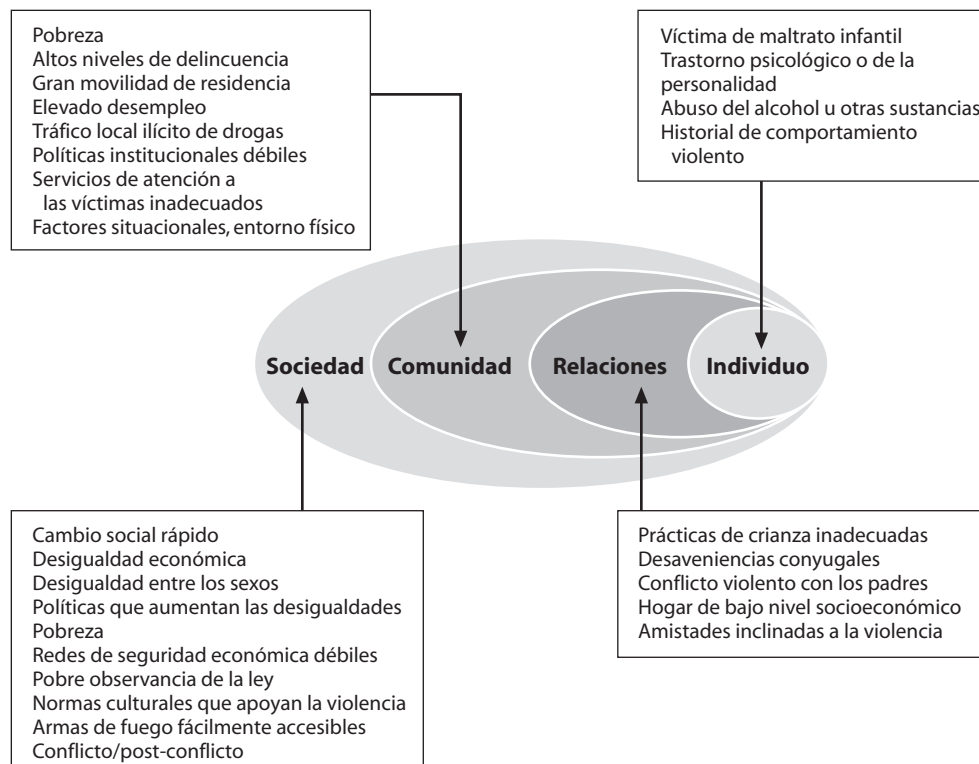 Pobreza
Altos niveles de delincuencia
Gran movilidad de residencia
Elevado desempleo
Tráfico local ilícito de drogas
Políticas institucionales débiles
Servicios de atención a
las víctimas inadecuados
Factores situacionales, entorno físico
Víctima de maltrato infantil
Trastorno psicológico o de la
personalidad
Abuso del alcohol u otras sustancias
Historial de comportamiento
violento
Sociedad
Comunidad
Relaciones
Individuo
Cambio social rápido
Desigualdad económica
Desigualdad entre los sexos
Políticas que aumentan las desigualdades
Pobreza
Redes de seguridad económica débiles
Pobre observancia de la ley
Normas culturales que apoyan la violencia
Armas de fuego fácilmente accesibles
Conflicto/post-conflicto
Prácticas de crianza inadecuadas
Desaveniencias conyugales
Conflicto violento con los padres
Hogar de bajo nivel socioeconómico
Amistades inclinadas a la violencia